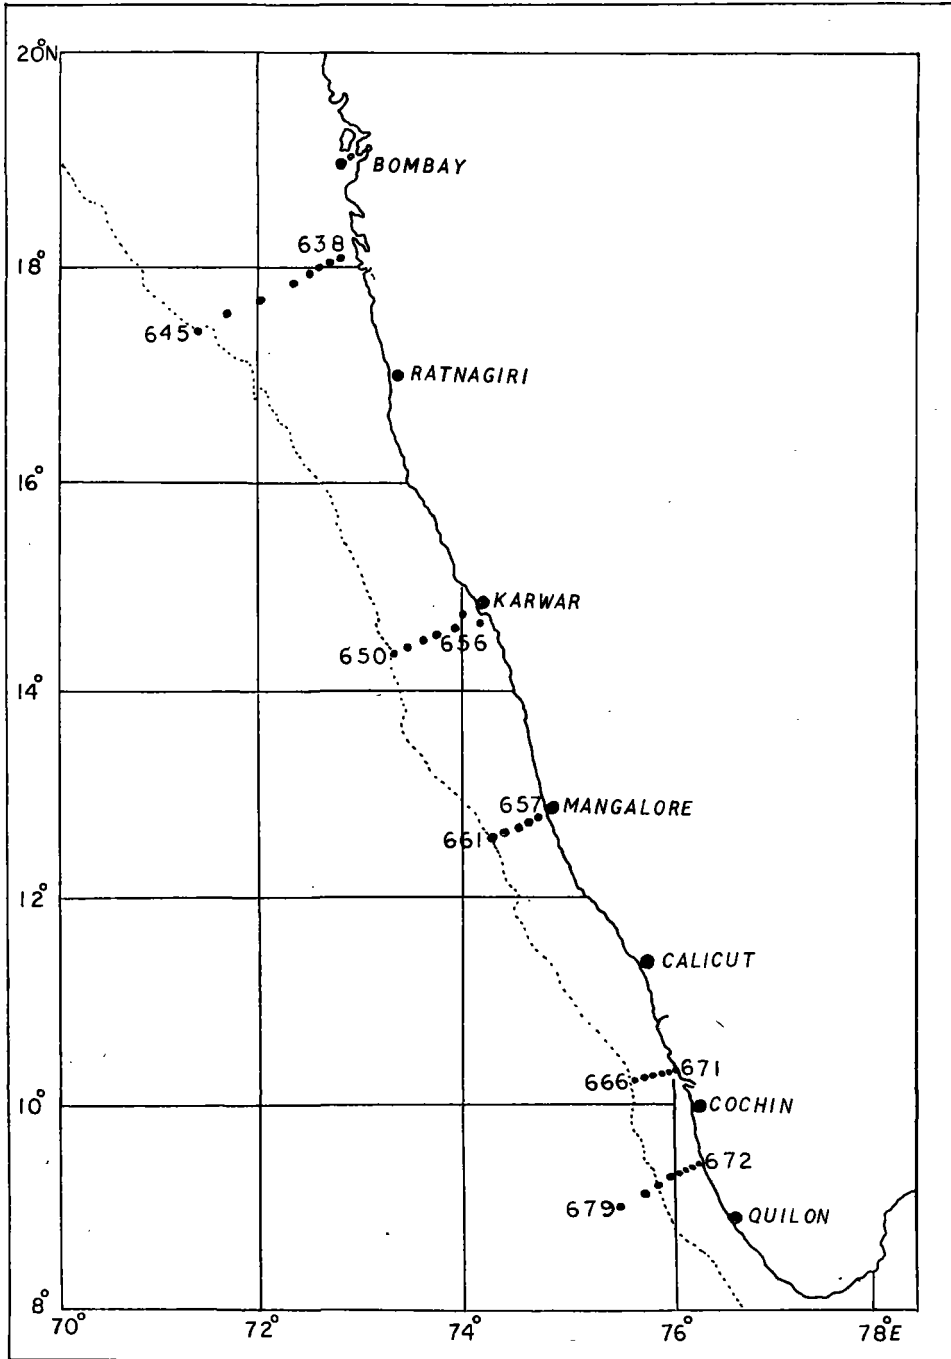 20°N
BOMBAY
638
18°
645
RATNAGIRI
16°
KARWAR
656
650
14°
657 MANGALORE
661
12°
CALICUT
671
666
10°
COCHIN
672
679
QUILON
8°
70° 72° 74° 76° 78°E